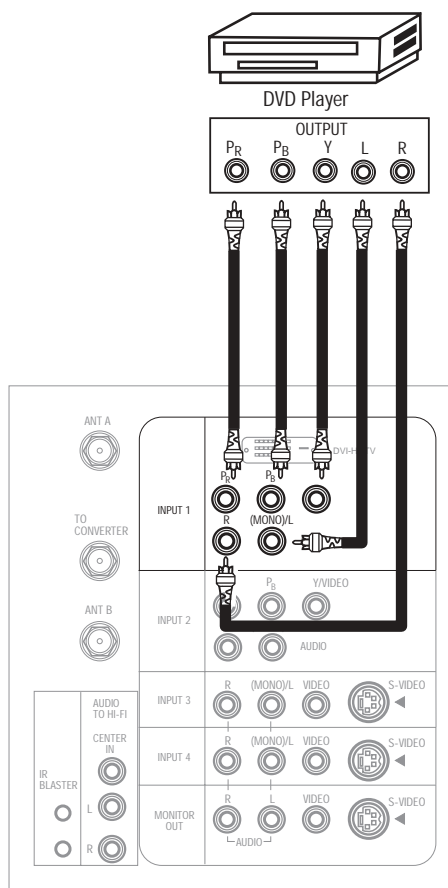 DVD Player
OUTPUT
PR PB Y L R
ANT A
DVI-HDTV
PR PB
INPUT 1
R (MONO)/L
TO
CONVERTER
ANT B
PB Y/VIDEO
INPUT 2
AUDIO
AUDIO
TO HI-FI
CENTER
IN
IR
BLASTER
L
R
INPUT 3
R (MONO)/L VIDEO S-VIDEO
INPUT 4
R (MONO)/L VIDEO S-VIDEO
MONITOR
OUT
R L VIDEO S-VIDEO
AUDIO